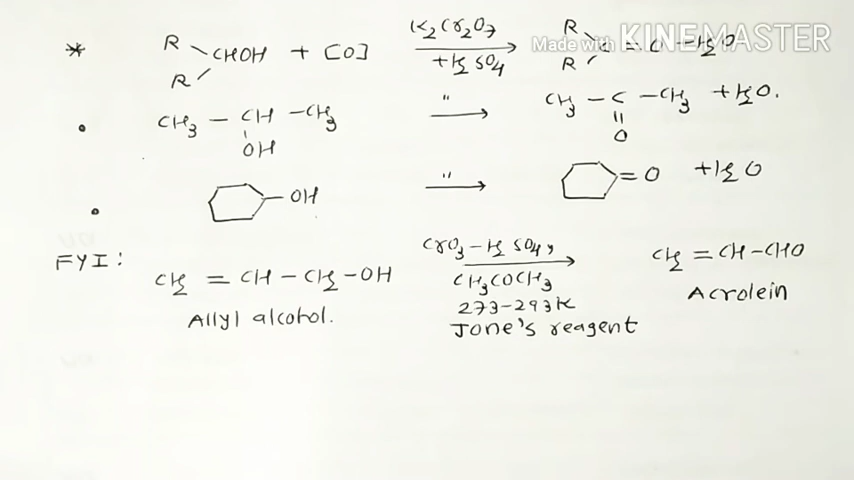 * R R CHOH + [O] K2Cr2O7 +H2SO4 R R C = O H2O
Made with KINEMASTER
• CH3 – CH – CH3 OH " CH3 – C – CH3 + H2O. O
• – OH " = O + H2O
FYI: CH2 = CH – CH2 – OH CrO3 – H2SO4, CH2 = CH – CHO
CH3COCH3
Allyl alcohol. 273-293K Acrolein
Jone's reagent